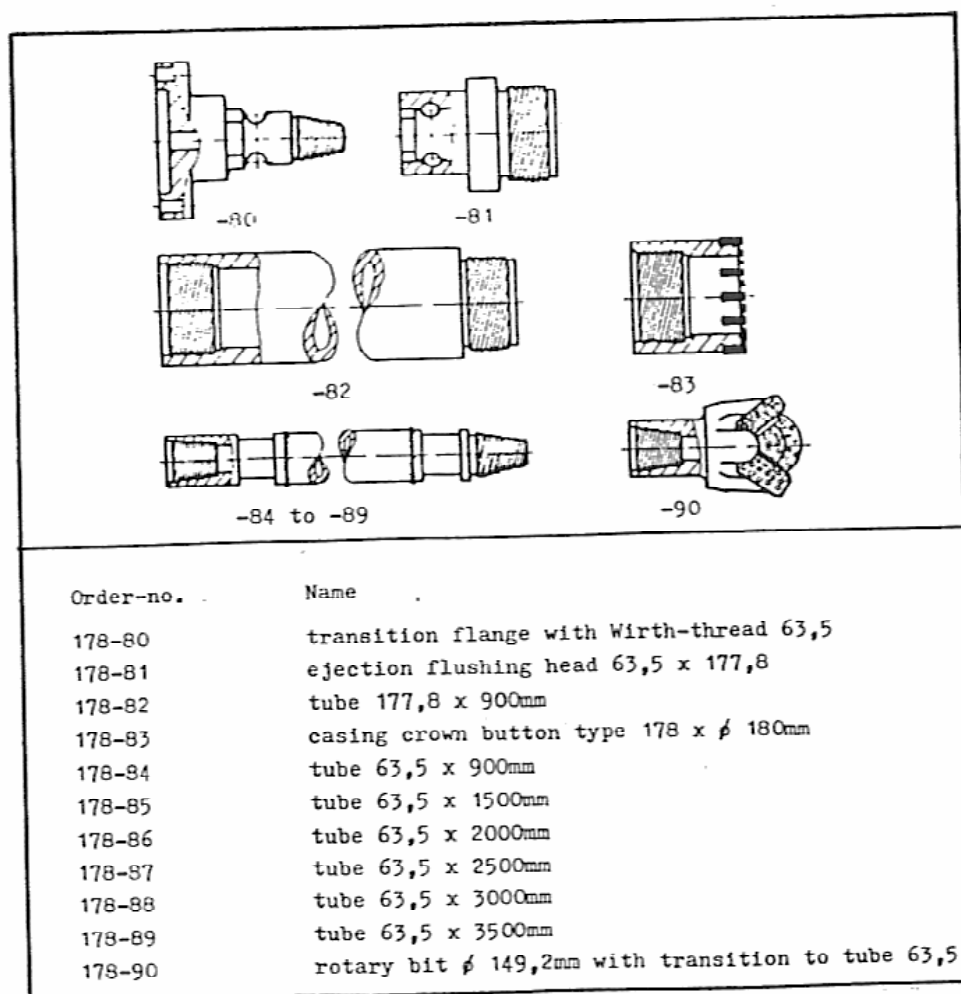 -80
-81
-82
-83
-84 to -89
-90
Order-no. Name
178-80 transition flange with Wirth-thread 63,5
178-81 ejection flushing head 63,5 x 177,8
178-82 tube 177,8 x 900mm
178-83 casing crown button type 178 x ø 180mm
178-84 tube 63,5 x 900mm
178-85 tube 63,5 x 1500mm
178-86 tube 63,5 x 2000mm
178-87 tube 63,5 x 2500mm
178-88 tube 63,5 x 3000mm
178-89 tube 63,5 x 3500mm
178-90 rotary bit ø 149,2mm with transition to tube 63,5